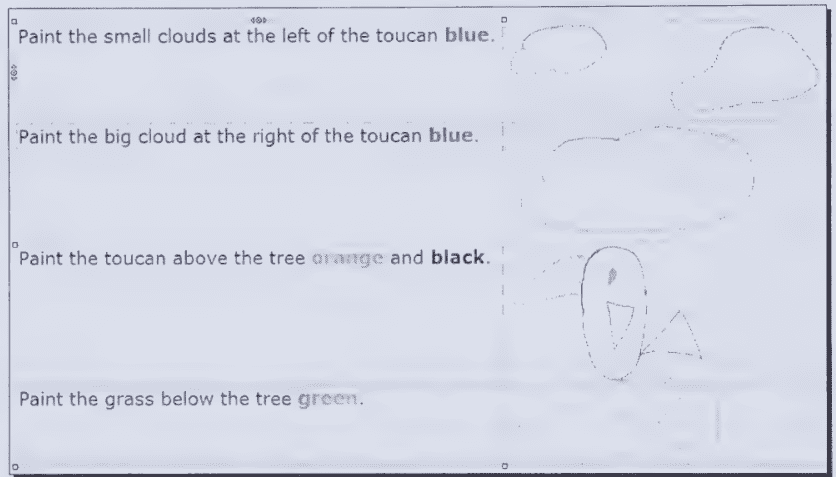 Paint the small clouds at the left of the toucan blue.
Paint the big cloud at the right of the toucan blue.
Paint the toucan above the tree orange and black.
Paint the grass below the tree green.